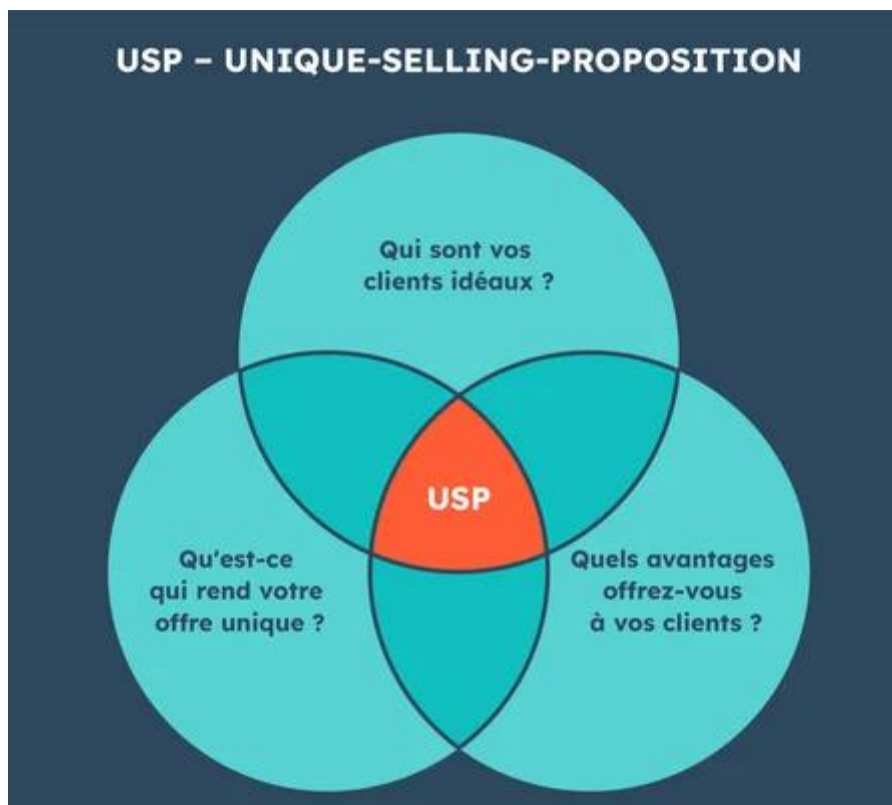 USP – UNIQUE-SELLING-PROPOSITION
Qui sont vos
clients idéaux ?
USP
Qu'est-ce
qui rend votre
offre unique ?
Quels avantages
offrez-vous
à vos clients ?